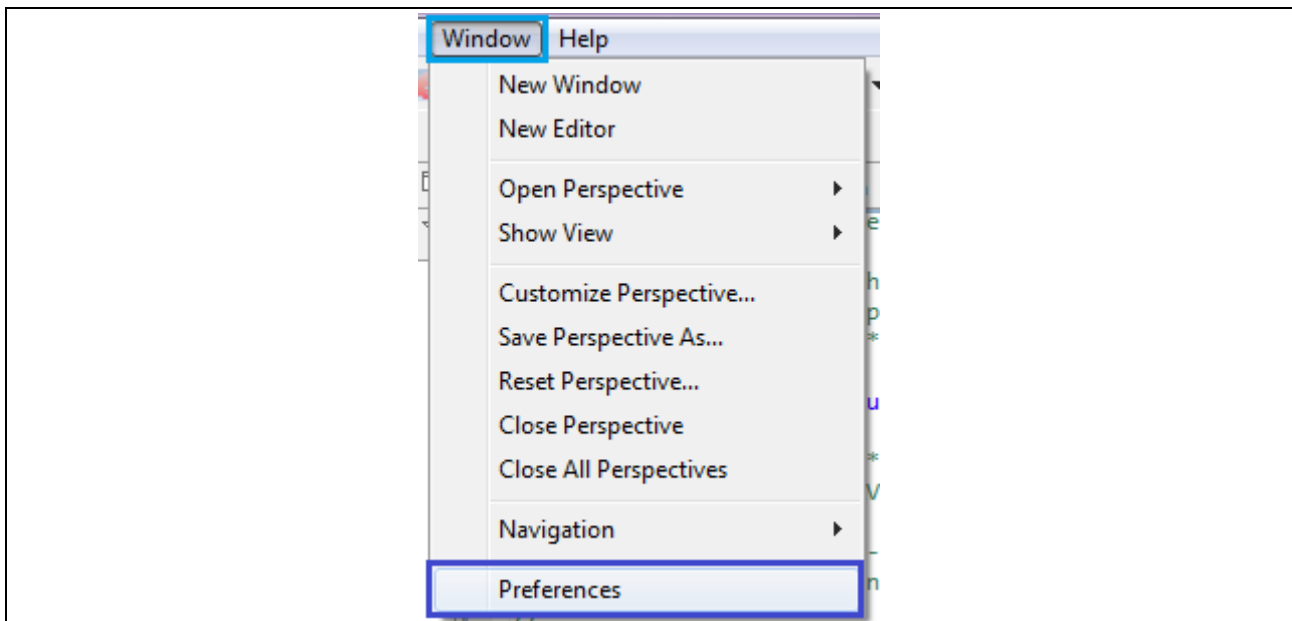 Window Help
New Window
New Editor
Open Perspective
Show View
Customize Perspective...
Save Perspective As...
Reset Perspective...
Close Perspective
Close All Perspectives
Navigation
Preferences